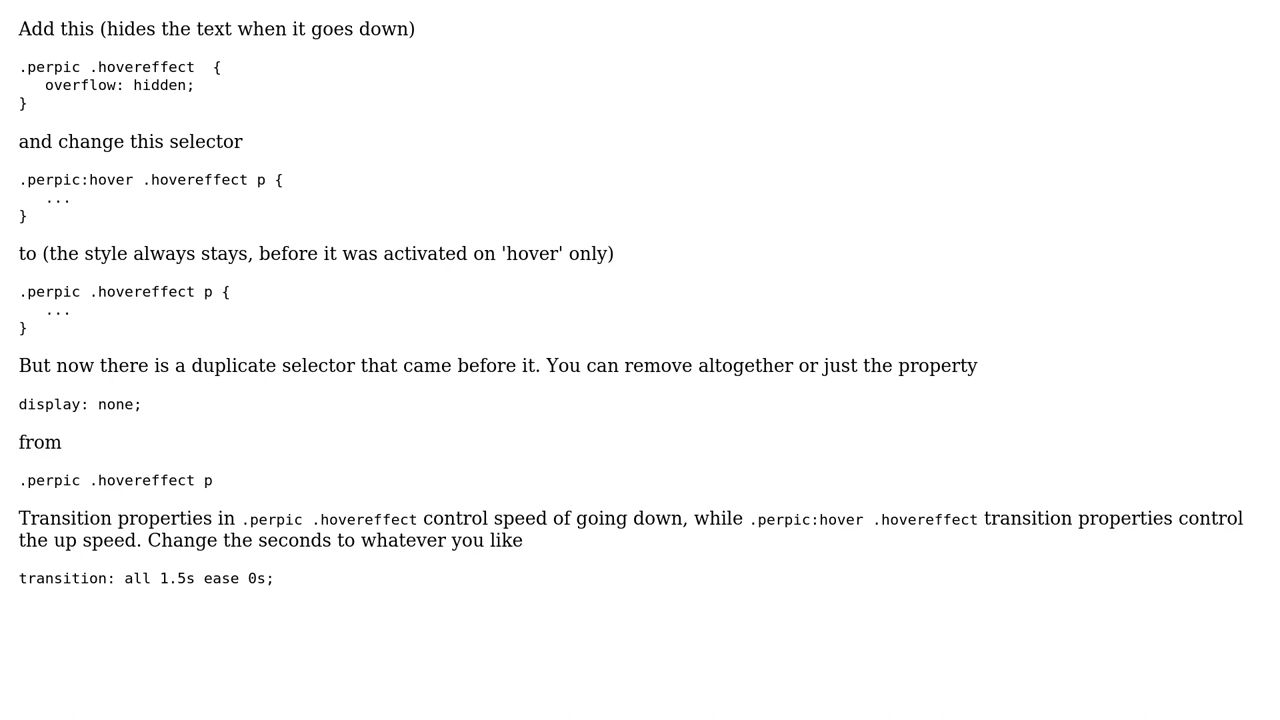 Add this (hides the text when it goes down)
.perpic .hovereffect  {
   overflow: hidden;
}
and change this selector
.perpic:hover .hovereffect p {
   ...
}
to (the style always stays, before it was activated on 'hover' only)
.perpic .hovereffect p {
   ...
}
But now there is a duplicate selector that came before it. You can remove altogether or just the property
display: none;
from
.perpic .hovereffect p
Transition properties in .perpic .hovereffect control speed of going down, while .perpic:hover .hovereffect transition properties control
the up speed. Change the seconds to whatever you like
transition: all 1.5s ease 0s;